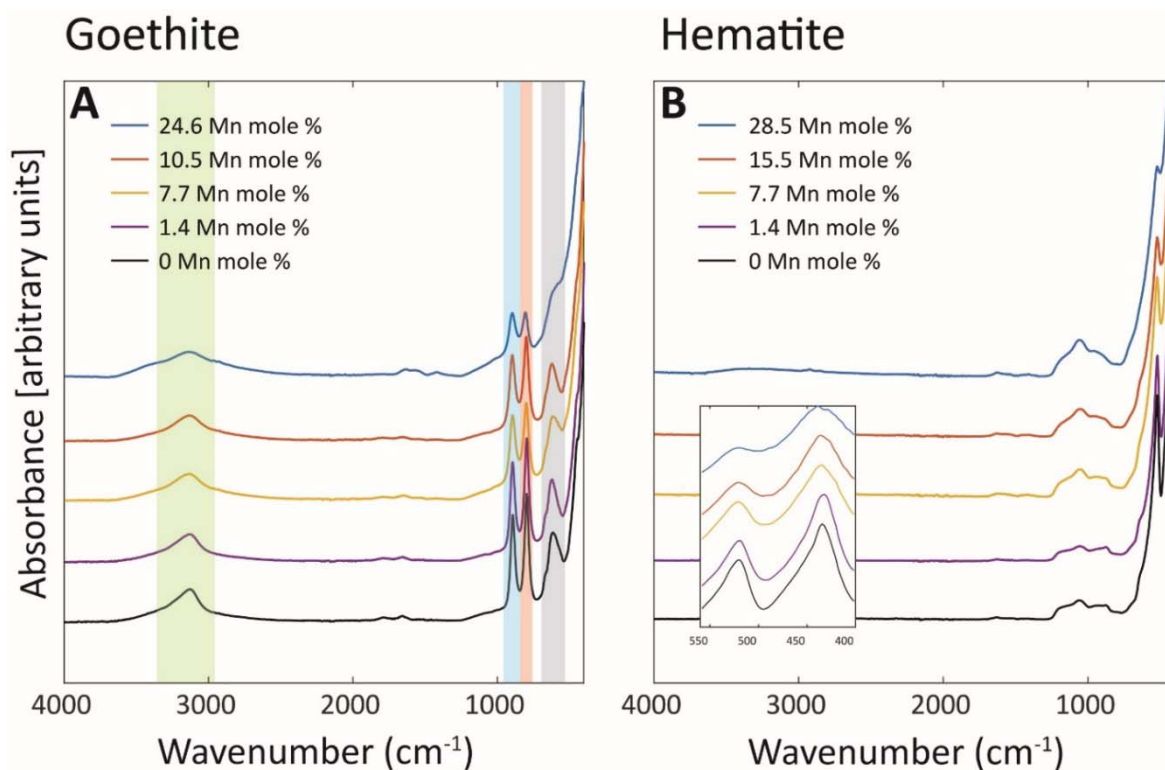 Goethite
Hematite
A
24.6 Mn mole %
10.5 Mn mole %
7.7 Mn mole %
1.4 Mn mole %
0 Mn mole %
B
28.5 Mn mole %
15.5 Mn mole %
7.7 Mn mole %
1.4 Mn mole %
0 Mn mole %
Absorbance [arbitrary units]
550 500 450 400
4000 3000 2000 1000
4000 3000 2000 1000
Wavenumber (cm⁻¹)
Wavenumber (cm⁻¹)